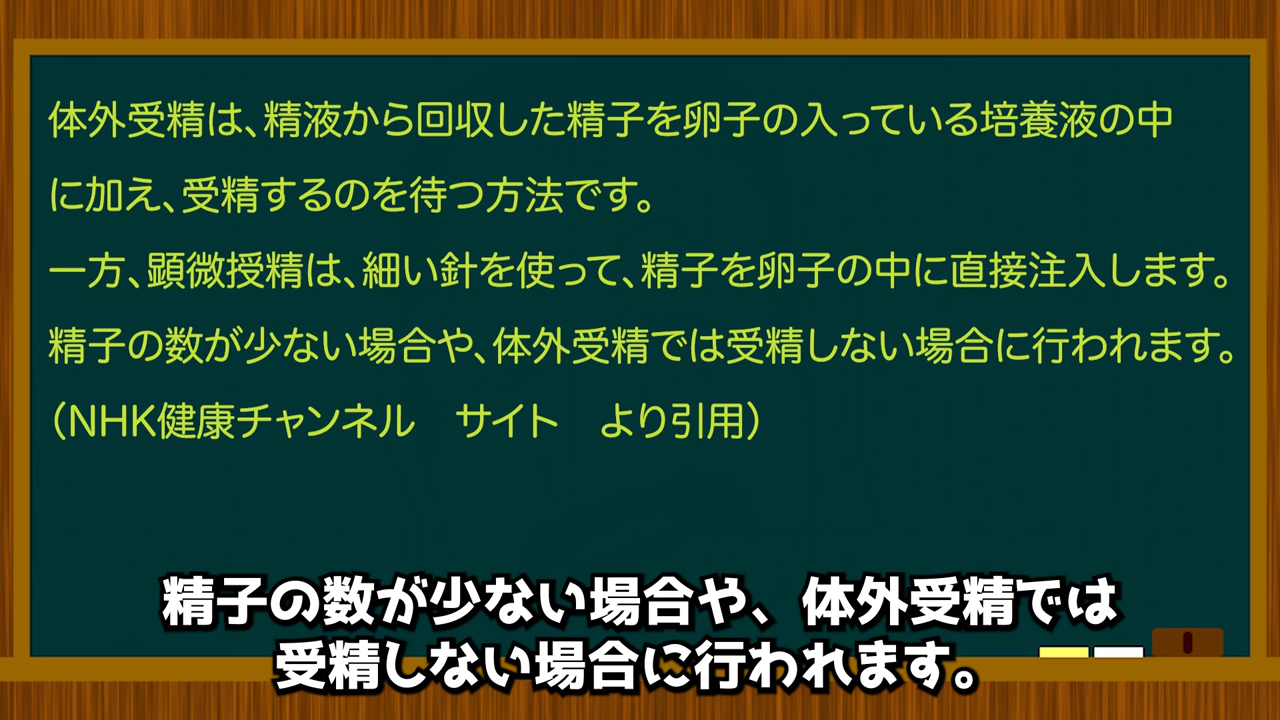 体外受精は、精液から回収した精子を卵子の入っている培養液の中
に加え、受精するのを待つ方法です。
一方、顕微授精は、細い針を使って、精子を卵子の中に直接注入します。
精子の数が少ない場合や、体外受精では受精しない場合に行われます。
（NHK健康チャンネル　サイト　より引用）
精子の数が少ない場合や、体外受精では
受精しない場合に行われます。